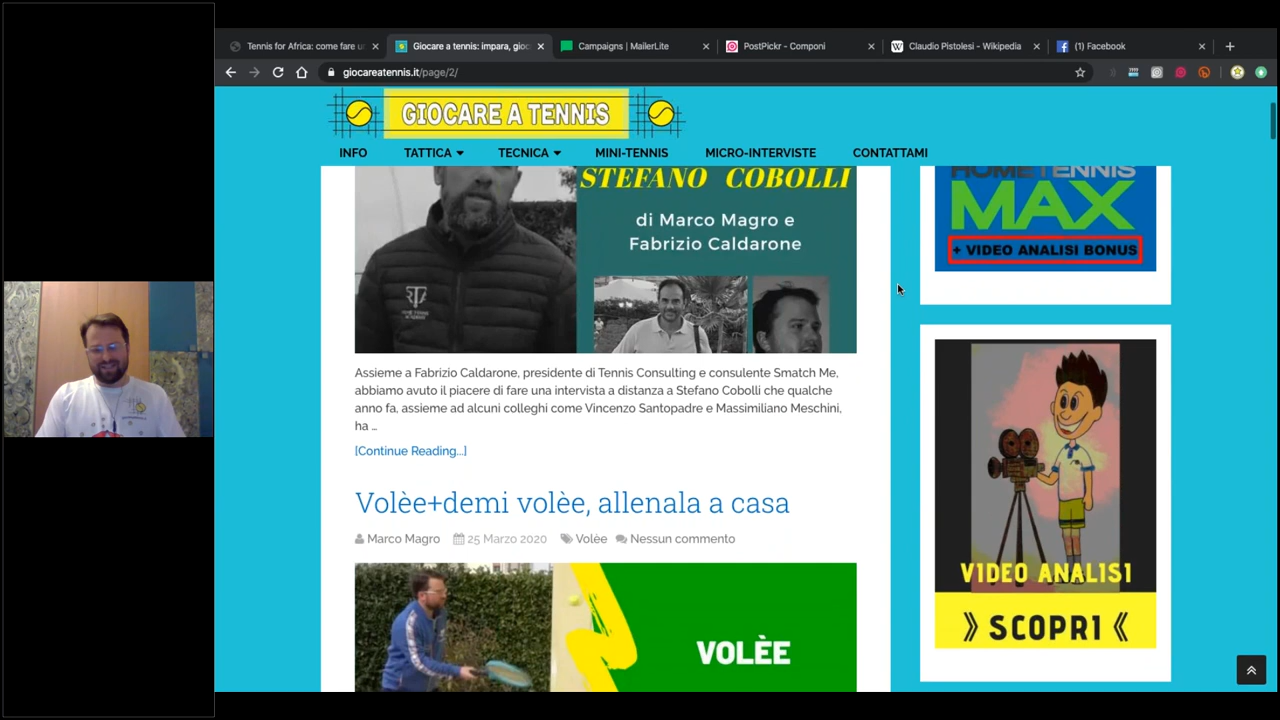 Tennis for Africa: come fare u
Giocare a tennis: impara, gioc
Campaigns | MailerLite
PostPickr - Componi
Claudio Pistolesi - Wikipedia
(1) Facebook
giocareatennis.it/page/2/
GIOCARE A TENNIS
INFO
TATTICA
TECNICA
MINI-TENNIS
MICRO-INTERVISTE
CONTATTAMI
STEFANO COBOLLI
di Marco Magro e
Fabrizio Caldarone
Assieme a Fabrizio Caldarone, presidente di Tennis Consulting e consulente Smatch Me,
abbiamo avuto il piacere di fare una intervista a distanza a Stefano Cobolli che qualche
anno fa, assieme ad alcuni colleghi come Vincenzo Santopadre e Massimiliano Meschini,
ha …
[Continue Reading...]
Volèe+demi volèe, allenala a casa
Marco Magro
25 Marzo 2020
Volèe
Nessun commento
VOLÈE
HOMETENNIS
MAX
+ VIDEO ANALISI BONUS
VIDEO ANALISI
》SCOPRI《